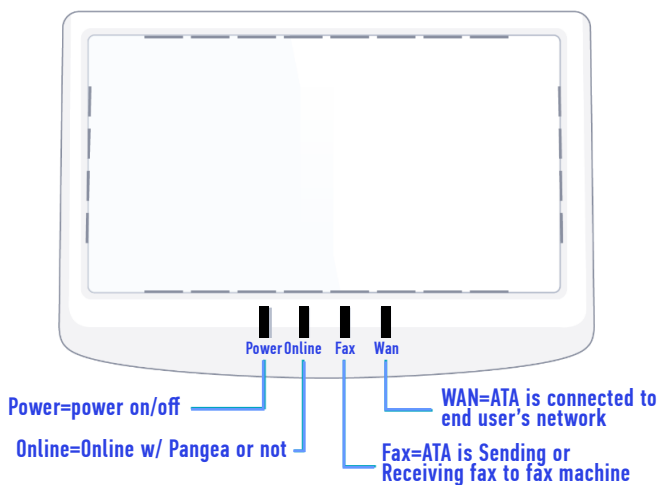 Power Online Fax Wan
Power=power on/off
WAN=ATA is connected to
end user's network
Online=Online w/ Pangea or not
Fax=ATA is Sending or
Receiving fax to fax machine